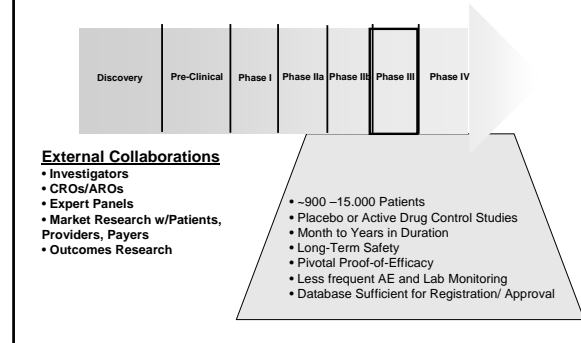 Discovery
Pre-Clinical
Phase I
Phase IIa
Phase IIb
Phase III
Phase IV
External Collaborations
• Investigators
• CROs/AROs
• Expert Panels
• Market Research w/Patients,
Providers, Payers
• Outcomes Research
• ~900 –15.000 Patients
• Placebo or Active Drug Control Studies
• Month to Years in Duration
• Long-Term Safety
• Pivotal Proof-of-Efficacy
• Less frequent AE and Lab Monitoring
• Database Sufficient for Registration/ Approval